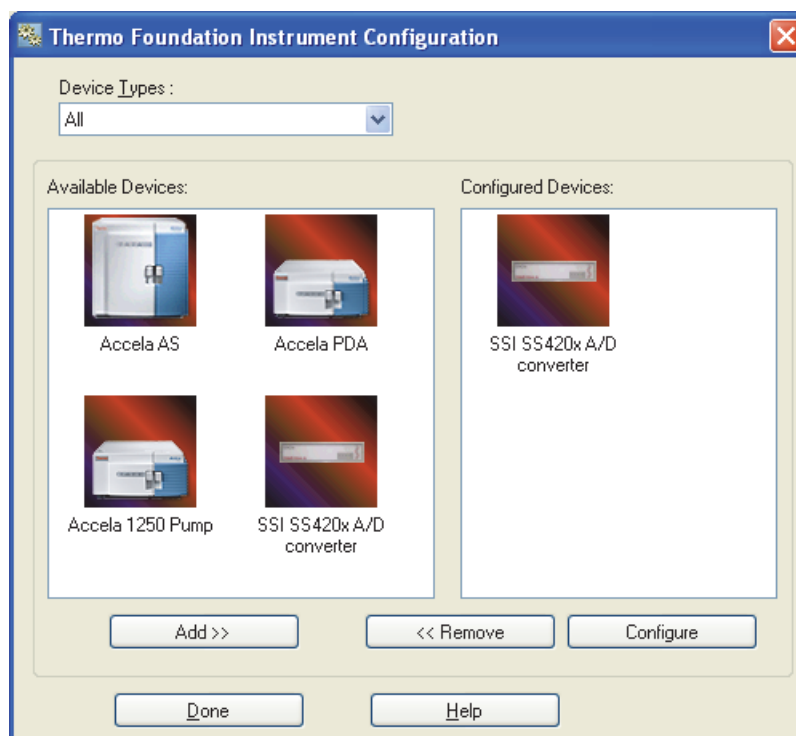 Thermo Foundation Instrument Configuration
Device Types :
All
Available Devices:
Configured Devices:
Accela AS
Accela PDA
SSI SS420x A/D
converter
Accela 1250 Pump
SSI SS420x A/D
converter
Add >>
<< Remove
Configure
Done
Help